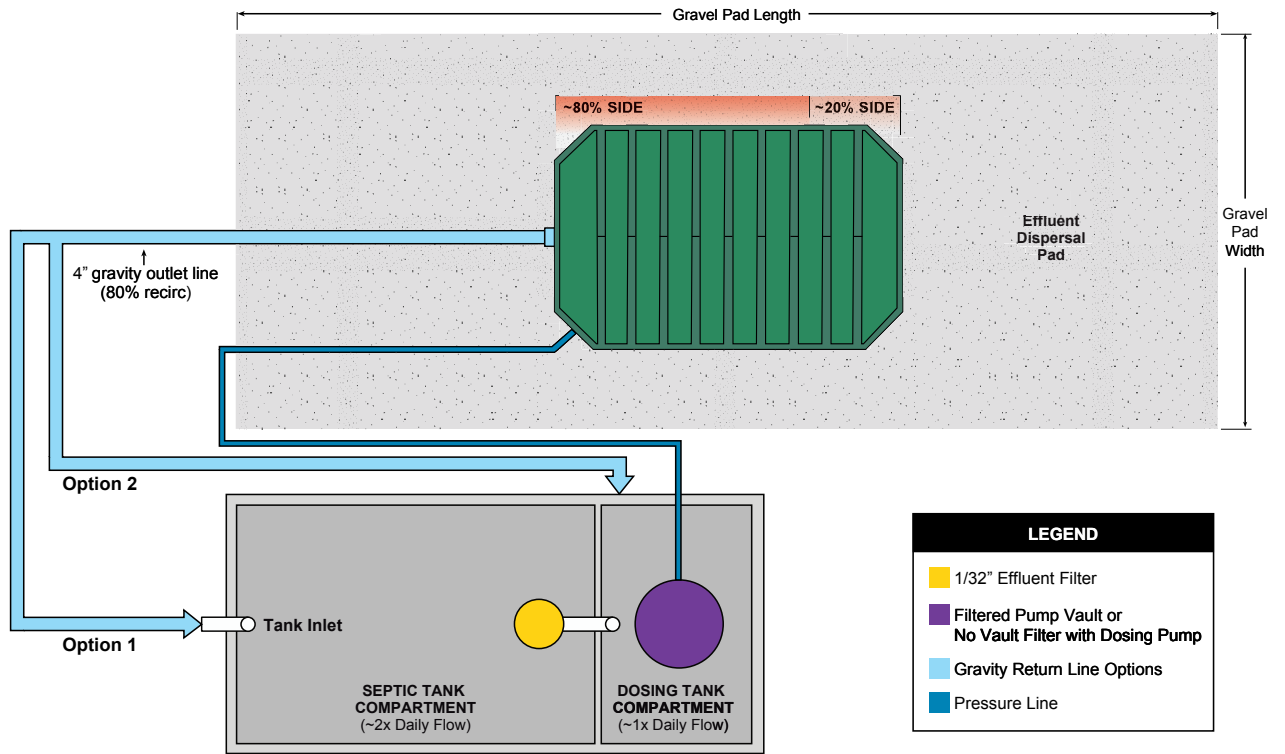 Gravel Pad Length
~80% SIDE
~20% SIDE
Gravel
Pad
Width
Effluent
Dispersal
Pad
4” gravity outlet line
(80% recirc)
Option 2
Option 1
Tank Inlet
SEPTIC TANK
COMPARTMENT
(~2x Daily Flow)
DOSING TANK
COMPARTMENT
(~1x Daily Flow)
LEGEND
1/32” Effluent Filter
Filtered Pump Vault or
No Vault Filter with Dosing Pump
Gravity Return Line Options
Pressure Line